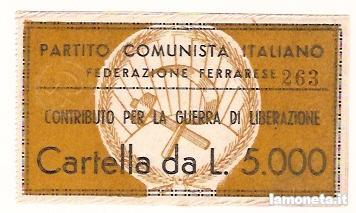 PARTITO COMUNISTA ITALIANO
FEDERAZIONE FERRARESE 263
CONTRIBUTO PER LA GUERRA DI LIBERAZIONE
Cartella da L. 5.000
lamoneta.it